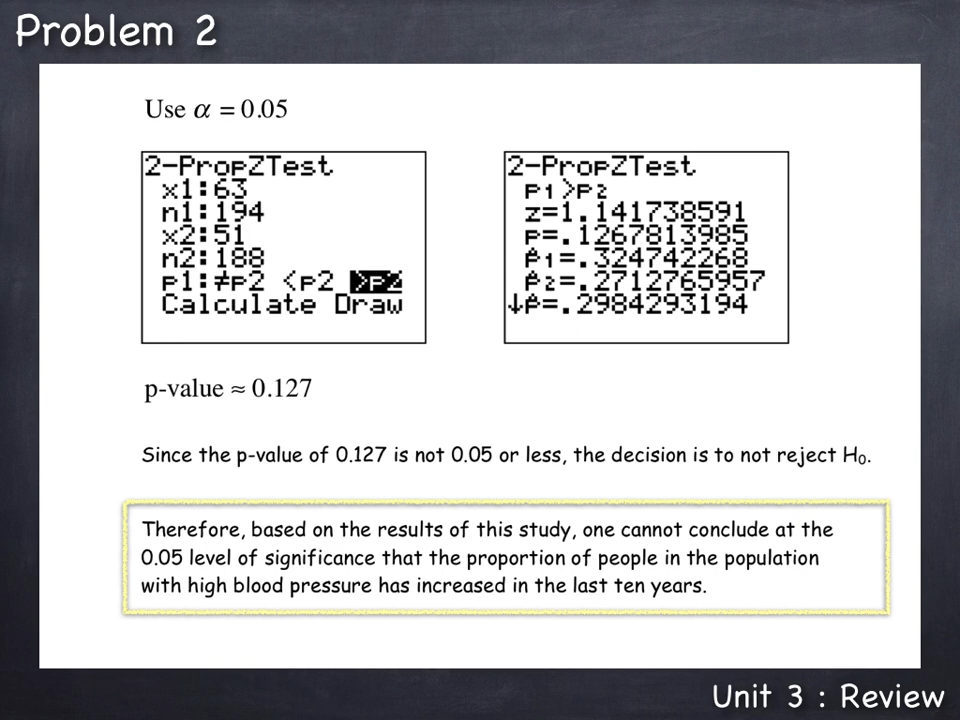 Problem 2
Use α = 0.05
2-PropZTest
x1:63
n1:194
x2:51
n2:188
p1:≠p2 <p2 >p2
Calculate Draw
2-PropZTest
p1>p2
z=1.141738591
p=.1267813985
p̂1=.324742268
p̂2=.2712765957
↓p̂=.2984293194
p-value ≈ 0.127
Since the p-value of 0.127 is not 0.05 or less, the decision is to not reject H₀.
Therefore, based on the results of this study, one cannot conclude at the
0.05 level of significance that the proportion of people in the population
with high blood pressure has increased in the last ten years.
Unit 3 : Review